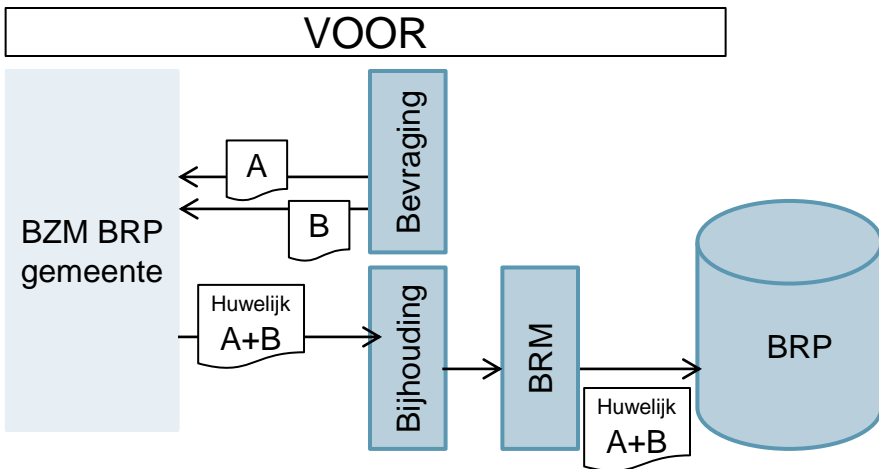 VOOR
Bevraging
A
B
BZM BRP
gemeente
Huwelijk
A+B
Bijhouding
BRM
BRP
Huwelijk
A+B